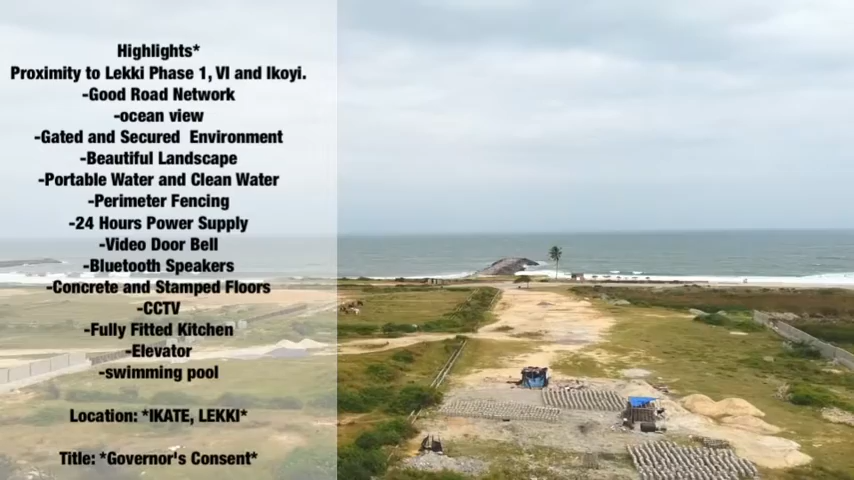 Highlights*
Proximity to Lekki Phase 1, VI and Ikoyi.
-Good Road Network
-ocean view
-Gated and Secured Environment
-Beautiful Landscape
-Portable Water and Clean Water
-Perimeter Fencing
-24 Hours Power Supply
-Video Door Bell
-Bluetooth Speakers
-Concrete and Stamped Floors
-CCTV
-Fully Fitted Kitchen
-Elevator
-swimming pool
Location: *IKATE, LEKKI*
Title: *Governor's Consent*